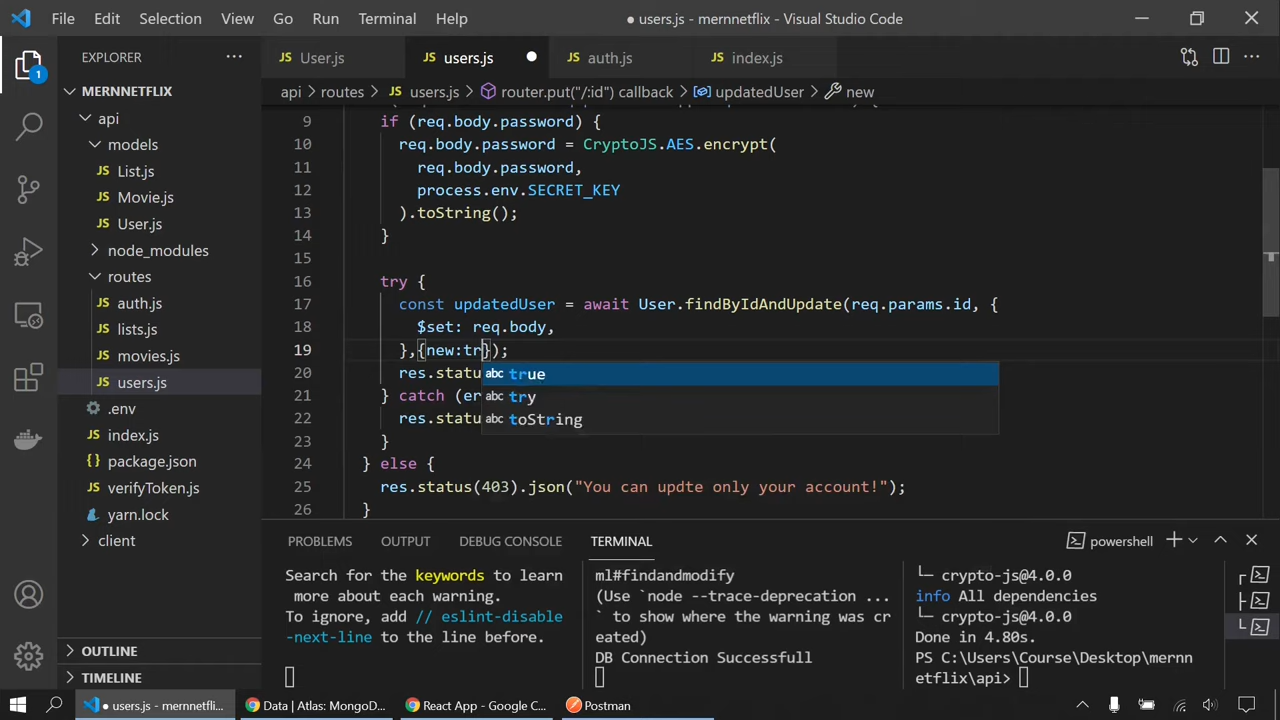 File Edit Selection View Go Run Terminal Help ● users.js - mernnetflix - Visual Studio Code
EXPLORER ...
JS User.js JS users.js JS auth.js JS index.js
api > routes > JS users.js > router.put("/:id") callback > updatedUser > new
MERNNETFLIX
api
models
JS List.js
JS Movie.js
JS User.js
node_modules
routes
JS auth.js
JS lists.js
JS movies.js
JS users.js
.env
JS index.js
{} package.json
JS verifyToken.js
yarn.lock
client
OUTLINE
TIMELINE
1
9 if (req.body.password) {
10 req.body.password = CryptoJS.AES.encrypt(
11 req.body.password,
12 process.env.SECRET_KEY
13 ).toString();
14 }
15
16 try {
17 const updatedUser = await User.findByIdAndUpdate(req.params.id, {
18 $set: req.body,
19 },{new:tr});
20 res.statu
21 } catch (er
22 res.statu
23 }
24 } else {
25 res.status(403).json("You can updte only your account!");
26 }
abc true
abc try
abc toString
PROBLEMS OUTPUT DEBUG CONSOLE TERMINAL powershell
Search for the keywords to learn
more about each warning.
To ignore, add // eslint-disable
-next-line to the line before.
ml#findandmodify
(Use `node --trace-deprecation ...
` to show where the warning was cr
eated)
DB Connection Successfull
└─ crypto-js@4.0.0
info All dependencies
└─ crypto-js@4.0.0
Done in 4.80s.
PS C:\Users\Course\Desktop\mernn
etflix\api>
● users.js - mernnetfli... Data | Atlas: MongoD... React App - Google C... Postman